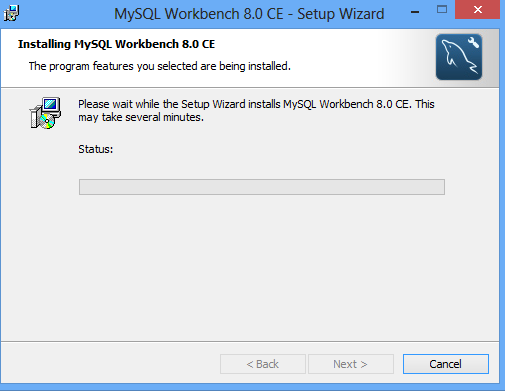 MySQL Workbench 8.0 CE - Setup Wizard
Installing MySQL Workbench 8.0 CE
The program features you selected are being installed.
Please wait while the Setup Wizard installs MySQL Workbench 8.0 CE. This
may take several minutes.
Status:
< Back
Next >
Cancel